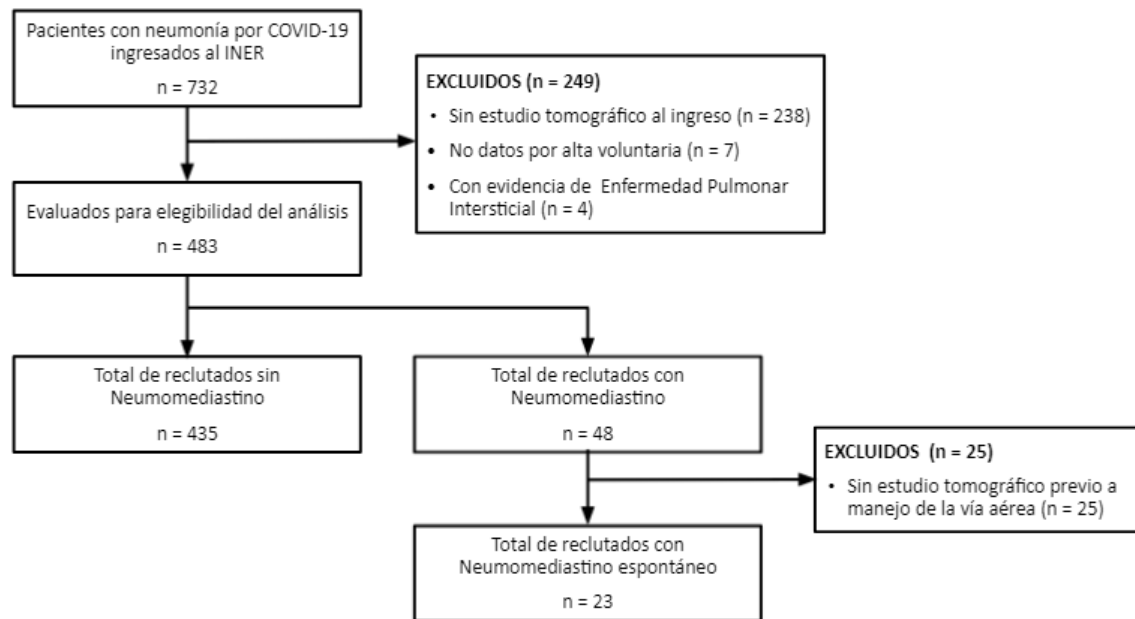 Pacientes con neumonía por COVID-19
ingresados al INER
n = 732
EXCLUIDOS (n = 249)
• Sin estudio tomográfico al ingreso (n = 238)
• No datos por alta voluntaria (n = 7)
• Con evidencia de Enfermedad Pulmonar
Intersticial (n = 4)
Evaluados para elegibilidad del análisis
n = 483
Total de reclutados sin
Neumomediastino
n = 435
Total de reclutados con
Neumomediastino
n = 48
EXCLUIDOS (n = 25)
• Sin estudio tomográfico previo a
manejo de la vía aérea (n = 25)
Total de reclutados con
Neumomediastino espontáneo
n = 23